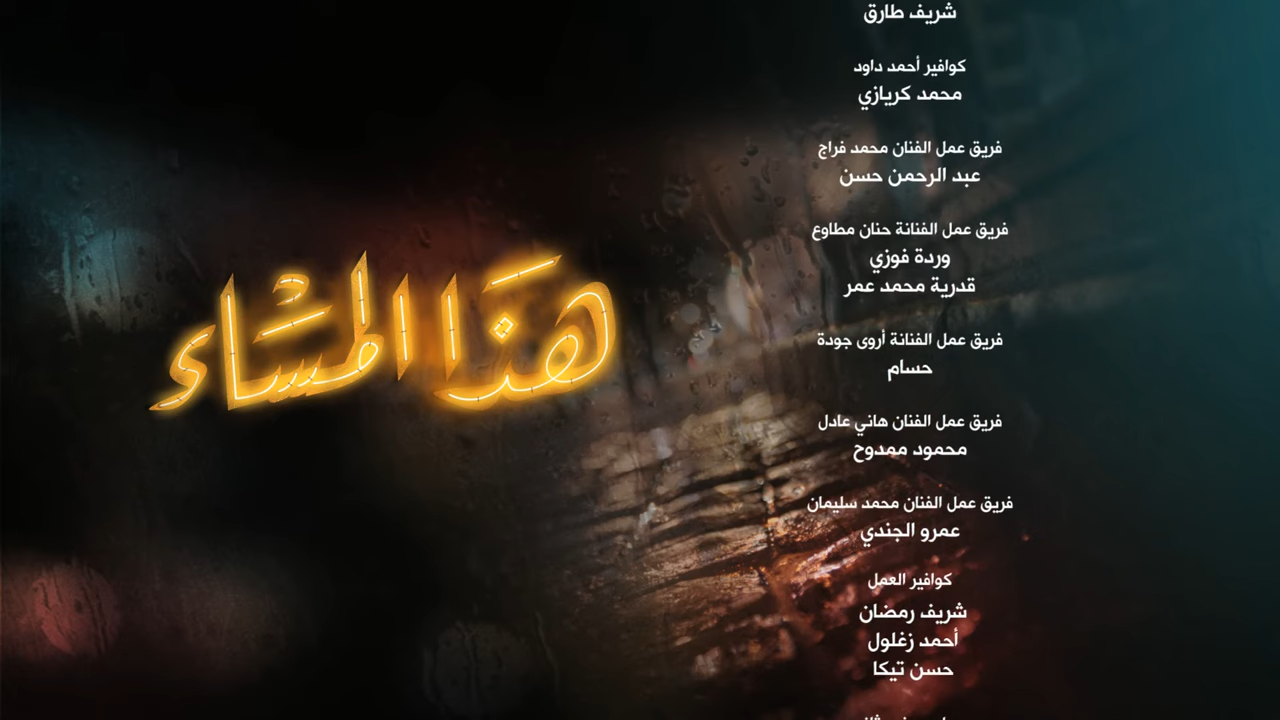 هَذَا المَسَاء
شريف طارق
كوافير أحمد داود
محمد كريازي
فريق عمل الفنان محمد فراج
عبد الرحمن حسن
فريق عمل الفنانة حنان مطاوع
وردة فوزي
قدرية محمد عمر
فريق عمل الفنانة أروى جودة
حسام
فريق عمل الفنان هاني عادل
محمود ممدوح
فريق عمل الفنان محمد سليمان
عمرو الجندي
كوافير العمل
شريف رمضان
أحمد زغلول
حسن تيكا